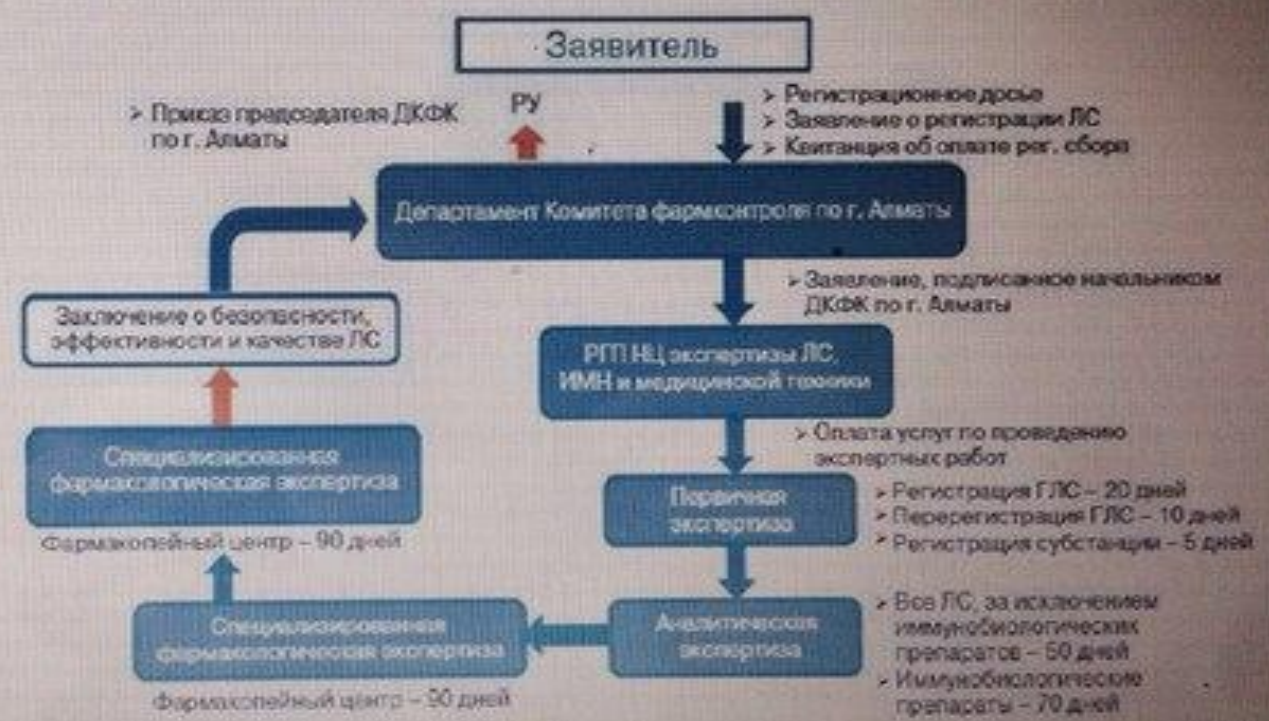 Заявитель
➢ Приказ председателя ДКФК
по г. Алматы
РУ
➢ Регистрационное досье
➢ Заявление о регистрации ЛС
➢ Квитанция об оплате рег. сбора
Департамент Комитета фармконтроля по г. Алматы
➢ Заявление, подписанное начальником
ДКФК по г. Алматы
Заключение о безопасности,
эффективности и качестве ЛС
РГП НЦ экспертизы ЛС,
ИМН и медицинской техники
➢ Оплата услуг по проведению
экспертных работ
Специализированная
фармакологическая экспертиза
Фармакопейный центр – 90 дней
Первичная
экспертиза
➢ Регистрация ГЛС – 20 дней
➢ Перерегистрация ГЛС – 10 дней
➢ Регистрация субстанции – 5 дней
Специализированная
фармакологическая экспертиза
Фармакопейный центр – 90 дней
Аналитическая
экспертиза
➢ Все ЛС, за исключением
иммунобиологических
препаратов – 50 дней
➢ Иммунобиологические
препараты – 70 дней